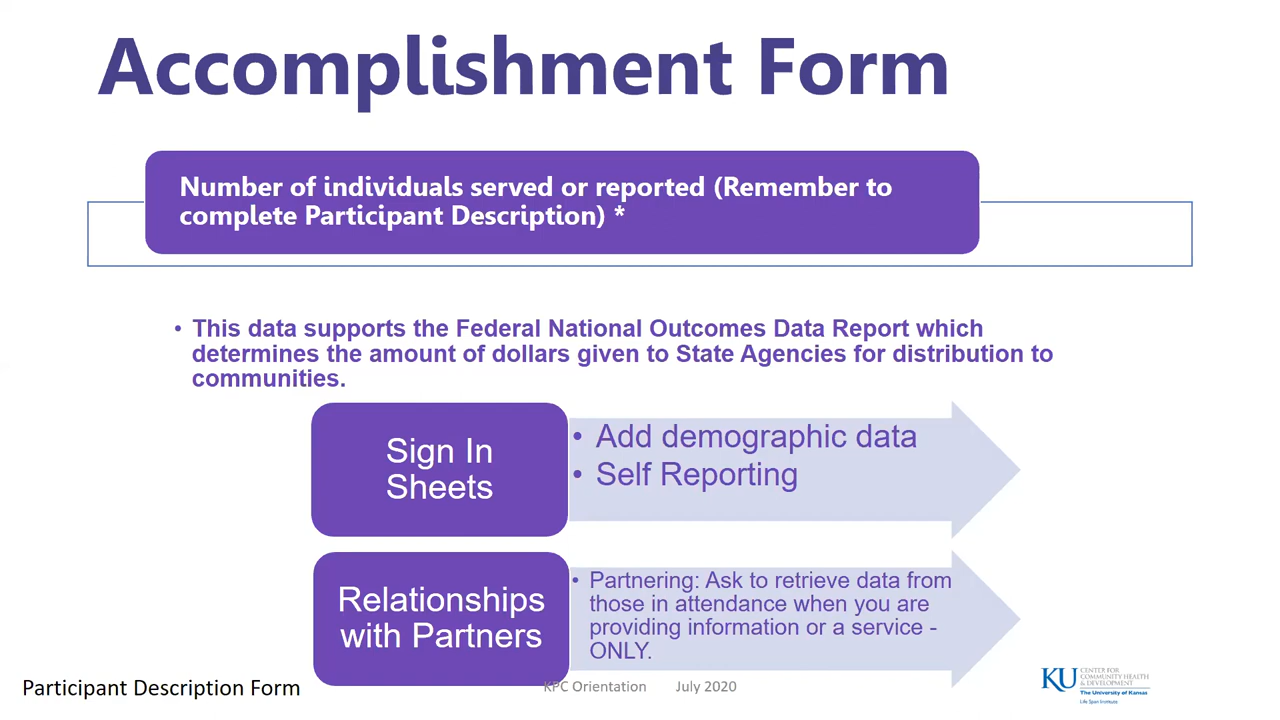 Accomplishment Form
Number of individuals served or reported (Remember to
complete Participant Description) *
• This data supports the Federal National Outcomes Data Report which
determines the amount of dollars given to State Agencies for distribution to
communities.
Sign In
Sheets
• Add demographic data
• Self Reporting
Relationships
with Partners
• Partnering: Ask to retrieve data from
those in attendance when you are
providing information or a service -
ONLY.
Participant Description Form
KPC Orientation July 2020
KU
CENTER FOR
COMMUNITY HEALTH
& DEVELOPMENT
The University of Kansas
Life Span Institute